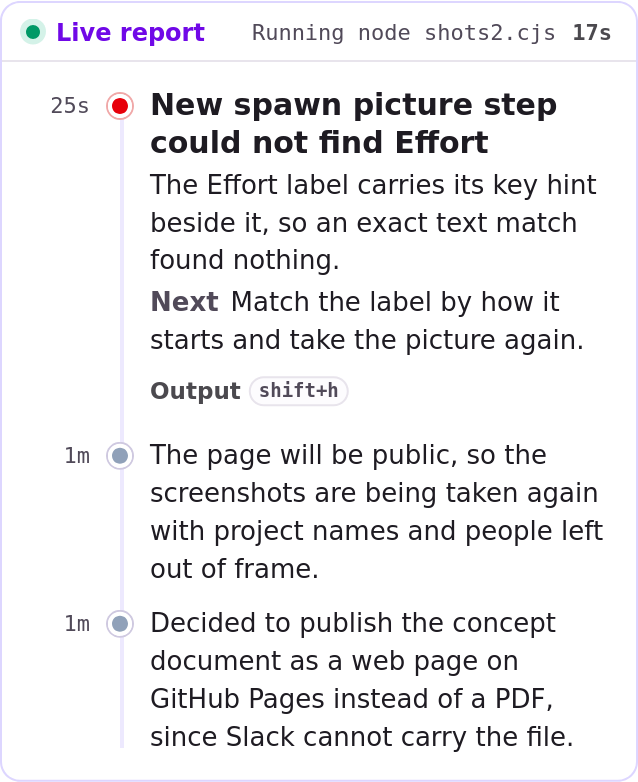 Live report Running node shots2.cjs 17s
25s New spawn picture step
could not find Effort
The Effort label carries its key hint
beside it, so an exact text match
found nothing.
Next Match the label by how it
starts and take the picture again.
Output shift+h
1m The page will be public, so the
screenshots are being taken again
with project names and people left
out of frame.
1m Decided to publish the concept
document as a web page on
GitHub Pages instead of a PDF,
since Slack cannot carry the file.